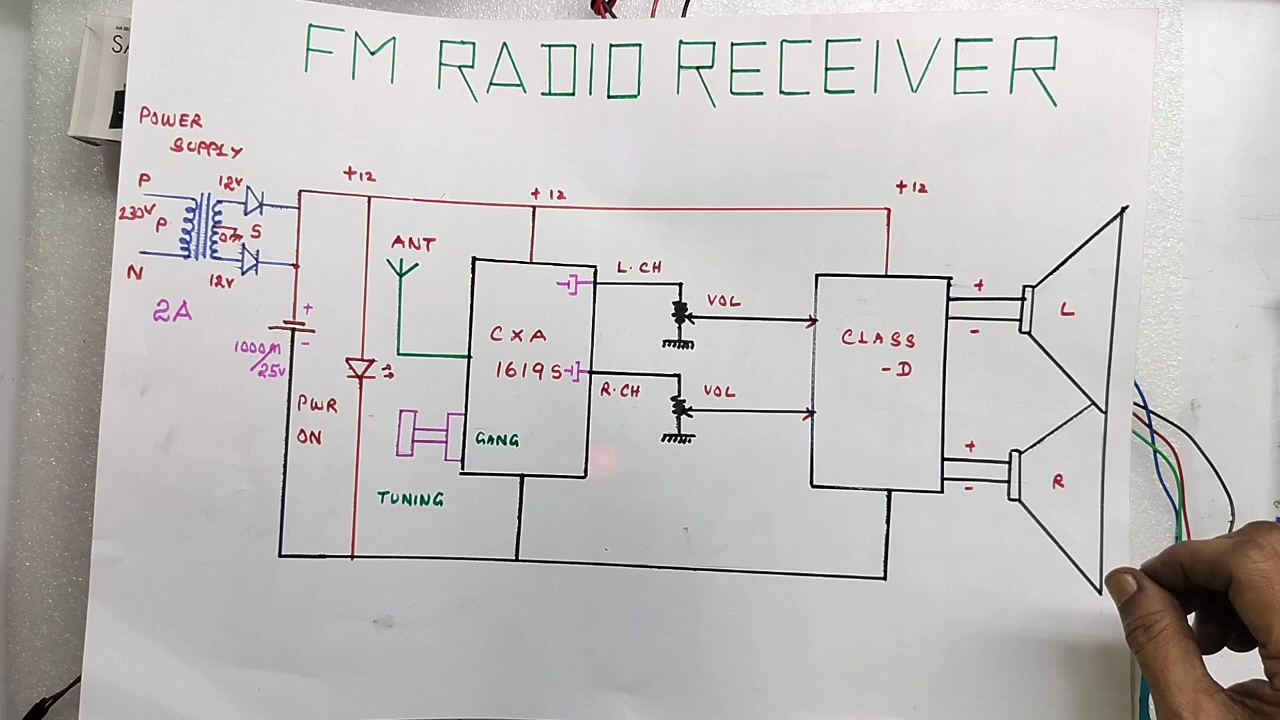 FM RADIO RECEIVER
POWER
SUPPLY
P
12V
230V
P
S
N
12V
2A
+12
+12
+12
ANT
+
-
1000M/25V
PWR
ON
CXA
1619S
GANG
TUNING
L.CH
VOL
R.CH
VOL
CLASS
-D
+
-
L
+
-
R